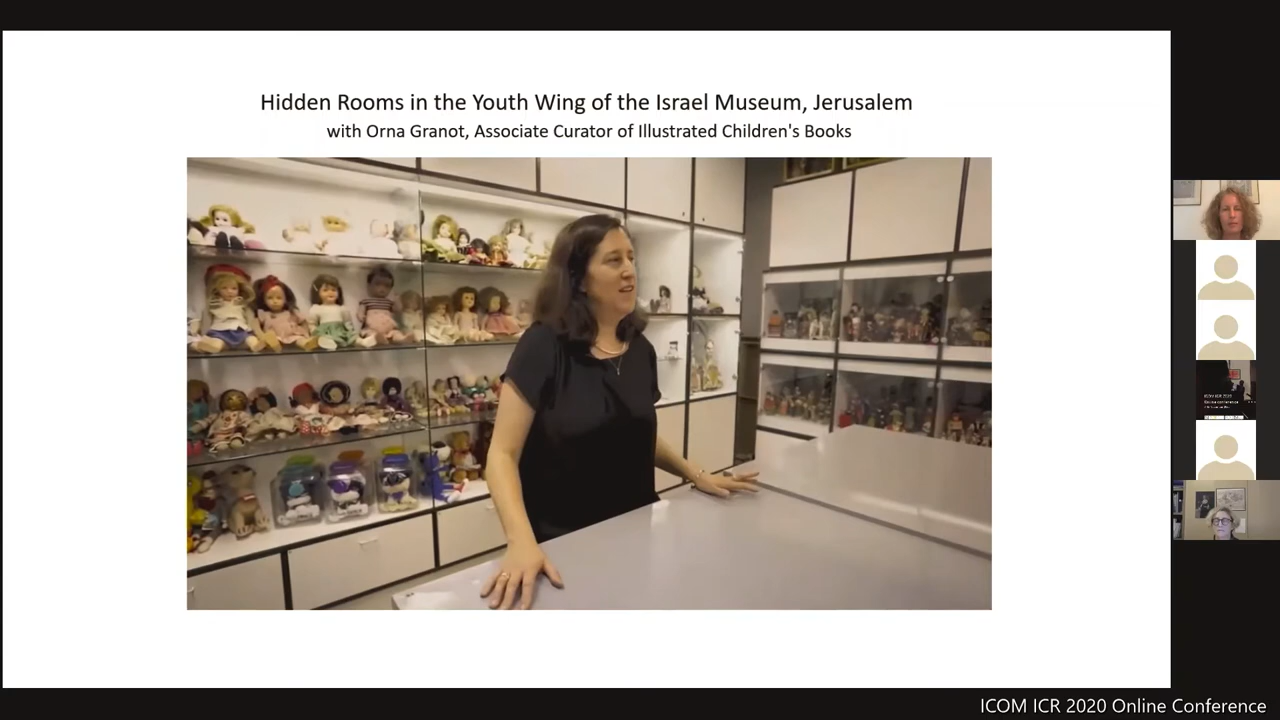 Hidden Rooms in the Youth Wing of the Israel Museum, Jerusalem
with Orna Granot, Associate Curator of Illustrated Children's Books
ICOM ICR 2020 Online Conference